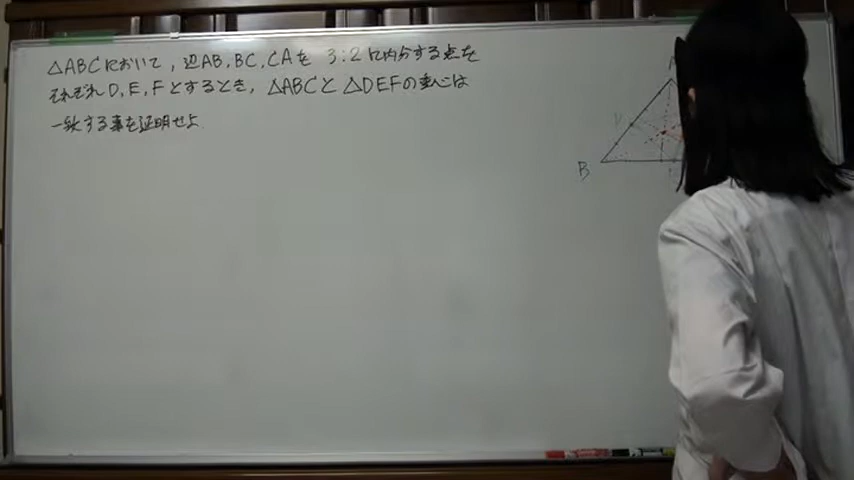 △ABCにおいて, 辺AB, BC, CAを 3:2 に内分する点を
それぞれ D, E, F とするとき, △ABCと △DEFの重心は
一致する事を証明せよ
B